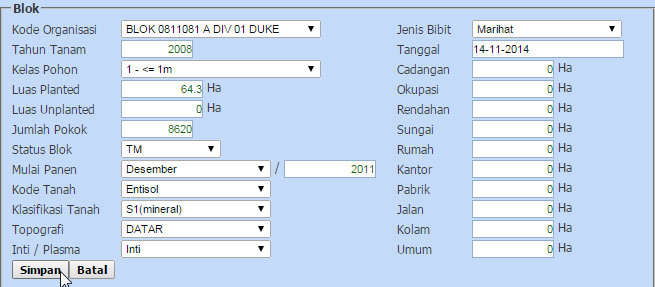 Blok
Kode Organisasi BLOK 0811081 A DIV 01 DUKE Jenis Bibit Marihat
Tahun Tanam 2008 Tanggal 14-11-2014
Kelas Pohon 1 - <= 1m Cadangan 0 Ha
Luas Planted 64.3 Ha Okupasi 0 Ha
Luas Unplanted 0 Ha Rendahan 0 Ha
Jumlah Pokok 8620 Sungai 0 Ha
Status Blok TM Rumah 0 Ha
Mulai Panen Desember / 2011 Kantor 0 Ha
Kode Tanah Entisol Pabrik 0 Ha
Klasifikasi Tanah S1(mineral) Jalan 0 Ha
Topografi DATAR Kolam 0 Ha
Inti / Plasma Inti Umum 0 Ha
Simpan Batal